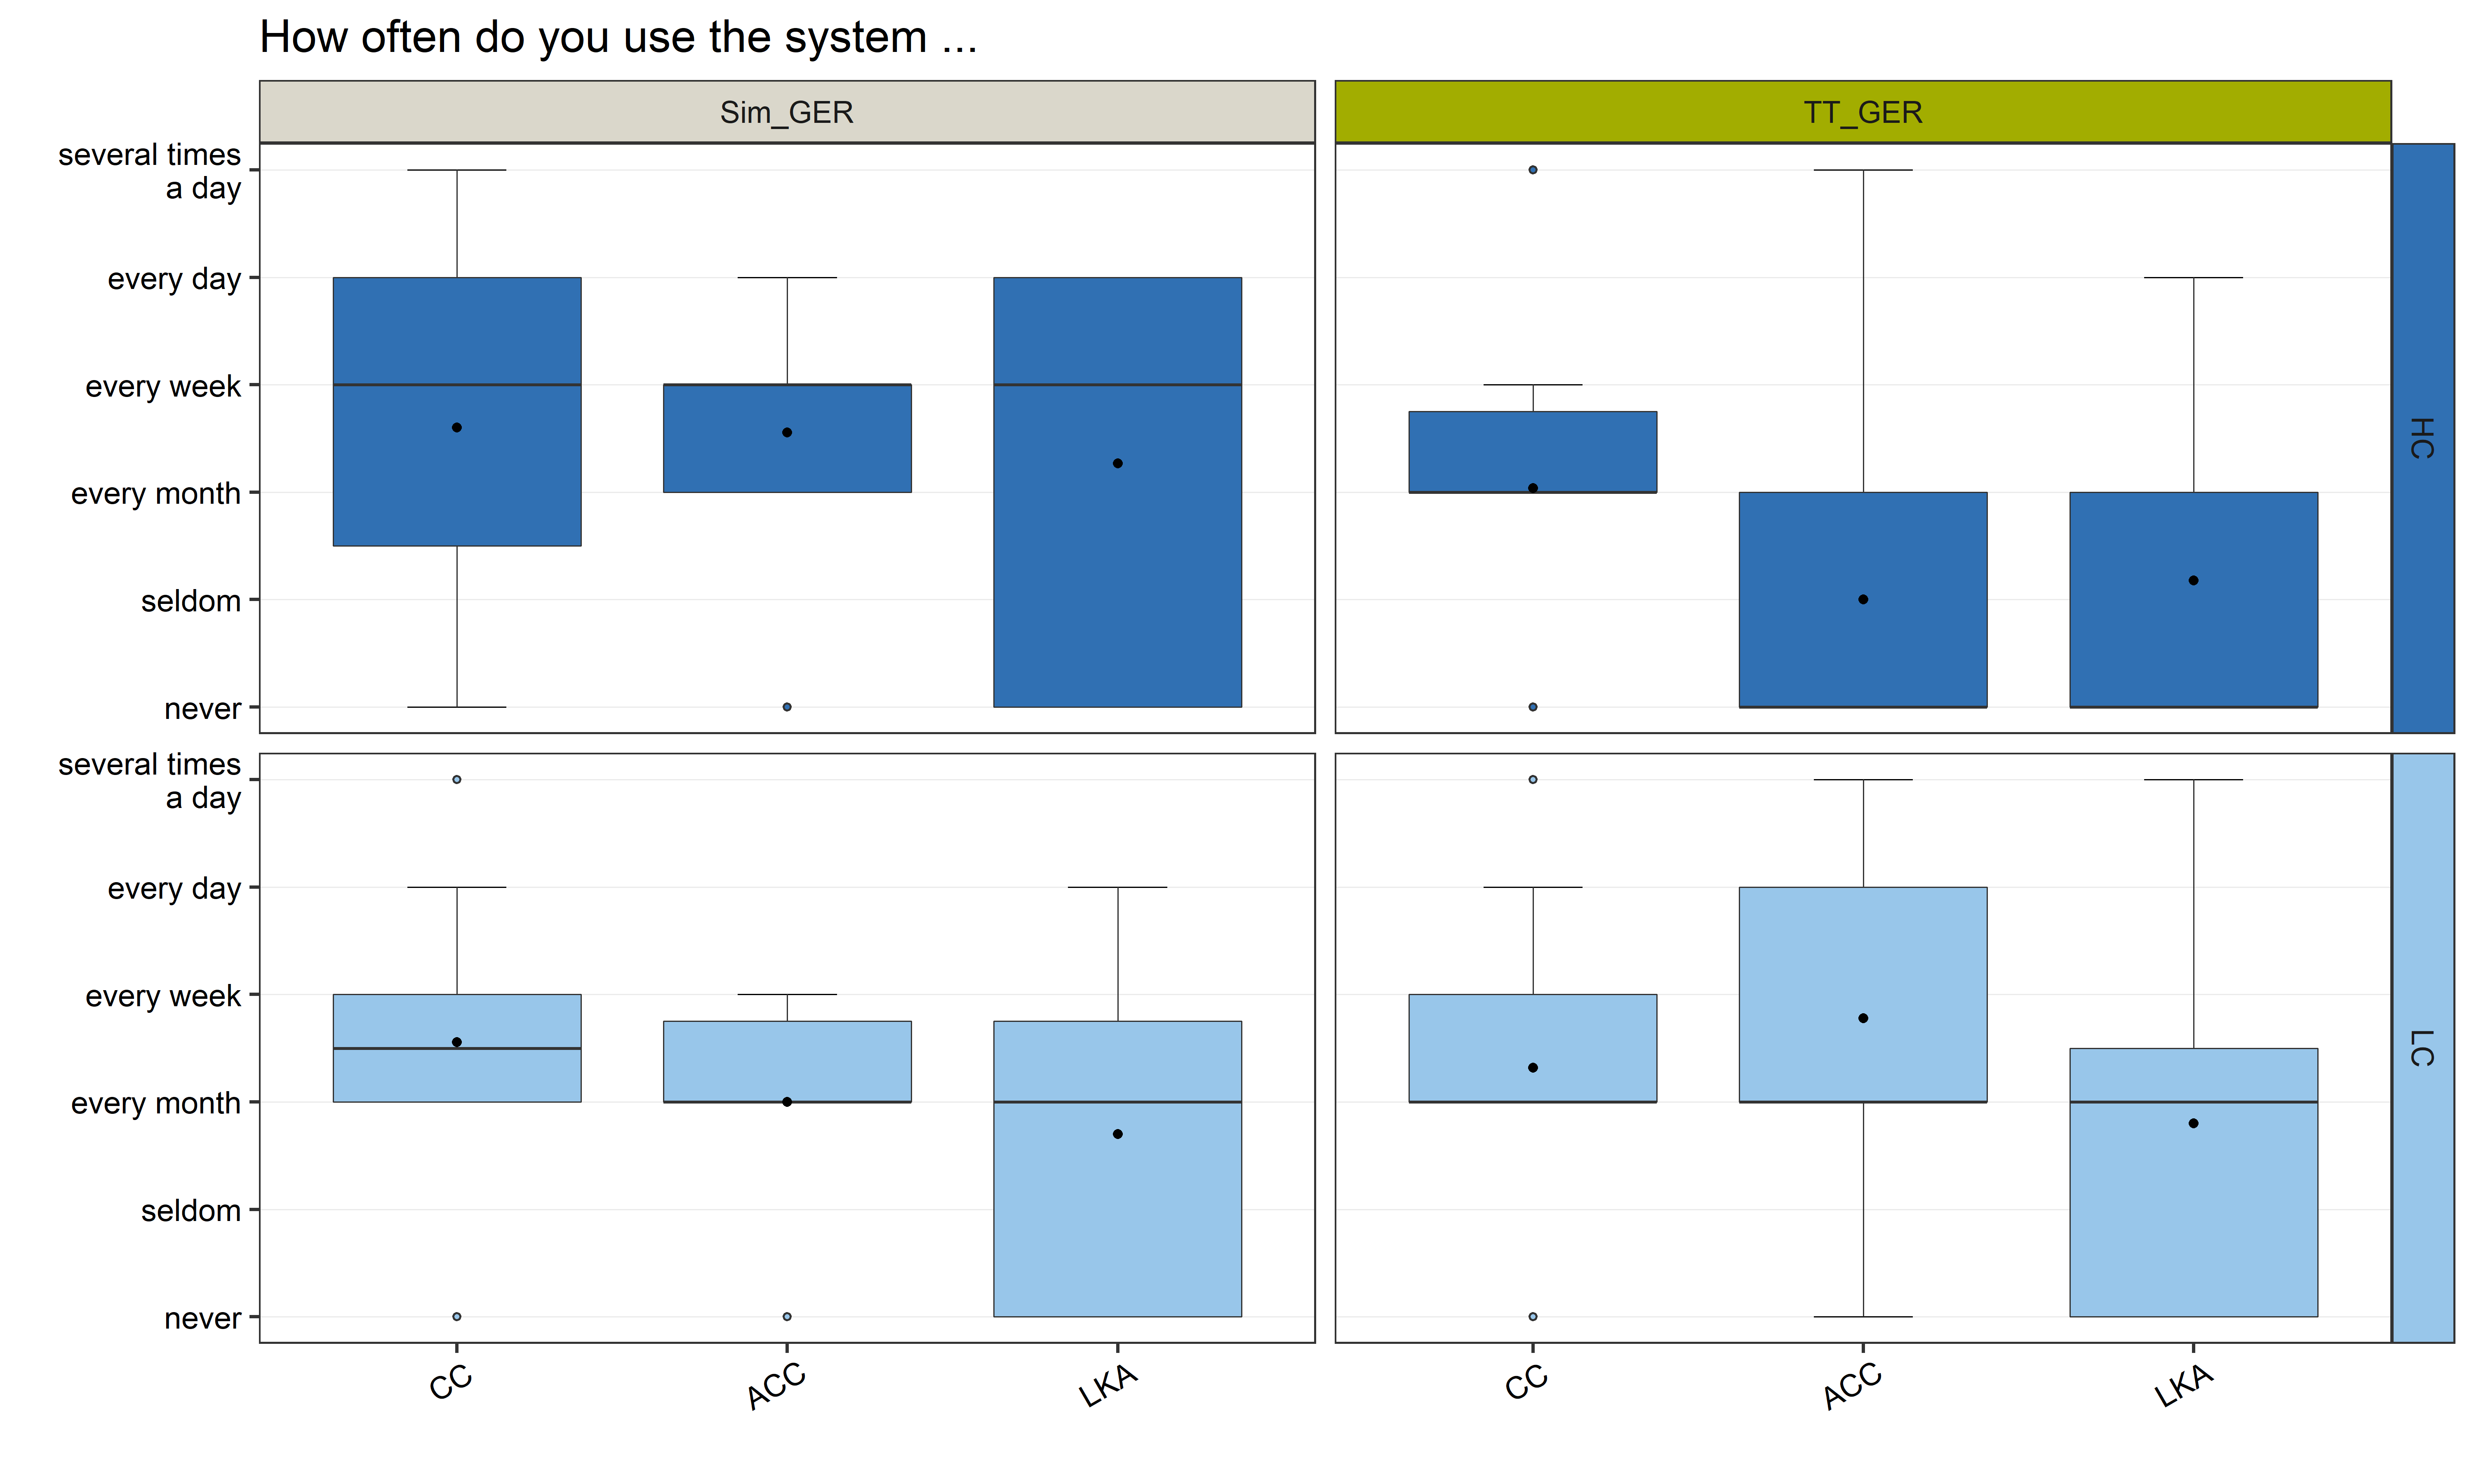 How often do you use the system ...
Sim_GER
TT_GER
several times
a day
every day
every week
every month
seldom
never
HC
several times
a day
every day
every week
every month
seldom
never
LC
CC
ACC
LKA
CC
ACC
LKA